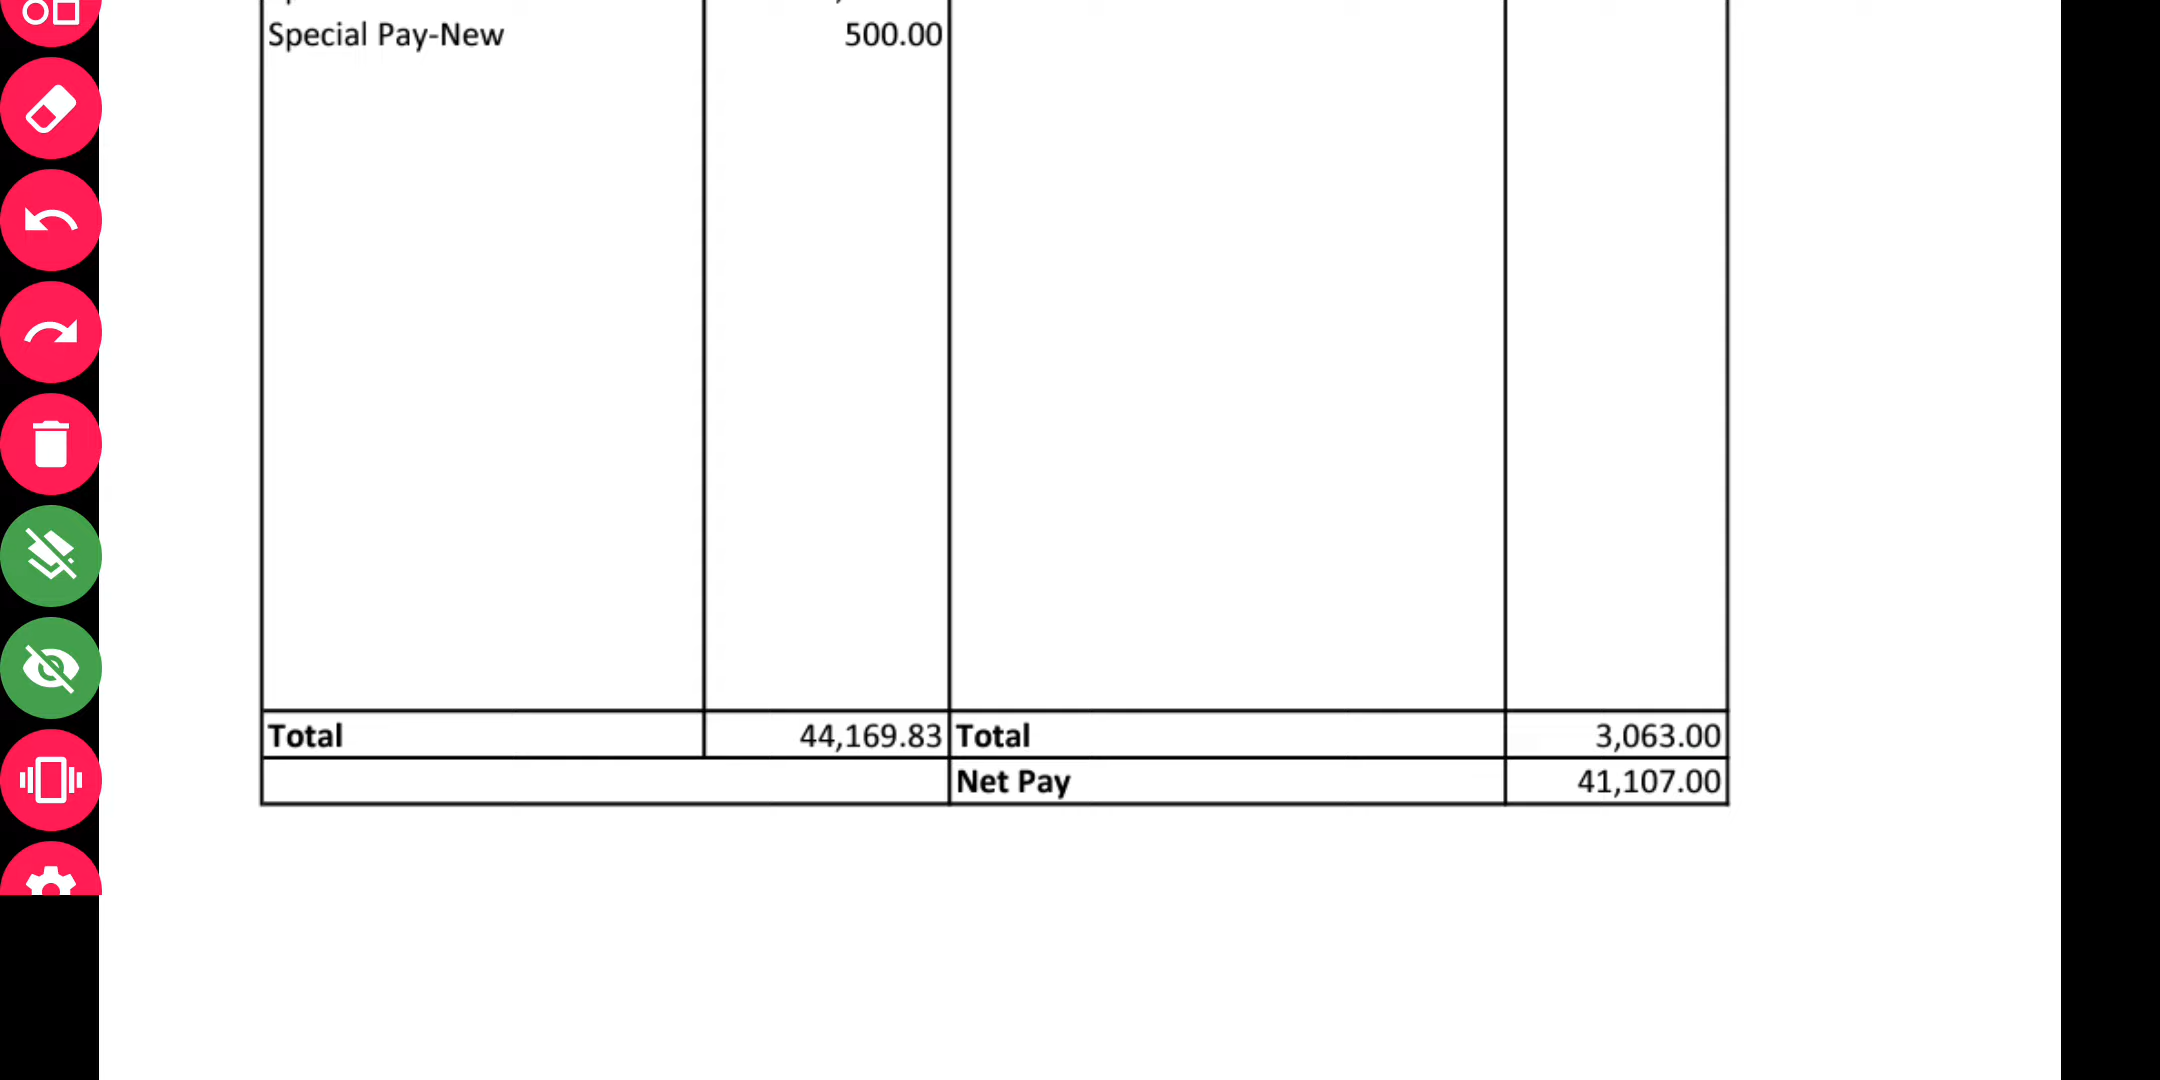 Special Pay-New 500.00
Total 44,169.83 Total 3,063.00
Net Pay 41,107.00